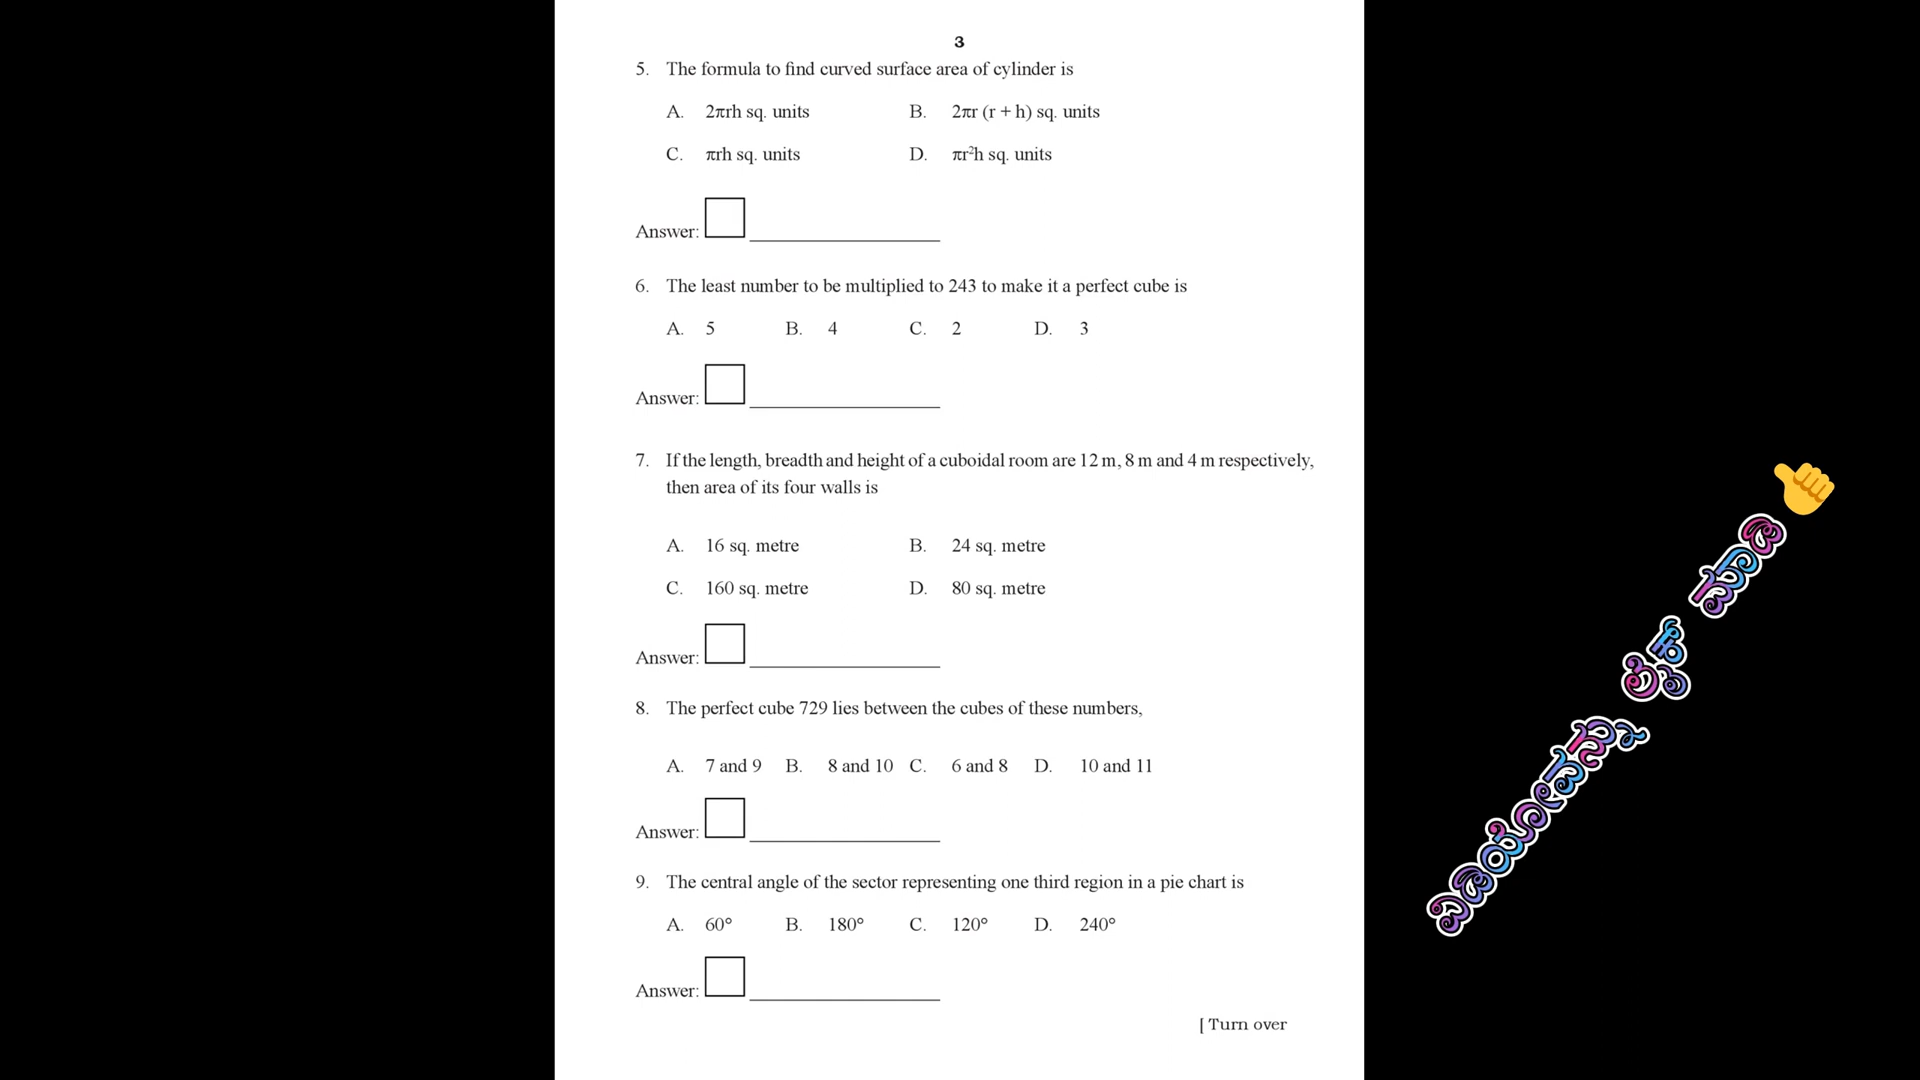 3
5. The formula to find curved surface area of cylinder is
A. 2πrh sq. units B. 2πr (r + h) sq. units
C. πrh sq. units D. πr²h sq. units
Answer:
6. The least number to be multiplied to 243 to make it a perfect cube is
A. 5 B. 4 C. 2 D. 3
Answer:
7. If the length, breadth and height of a cuboidal room are 12 m, 8 m and 4 m respectively,
then area of its four walls is
A. 16 sq. metre B. 24 sq. metre
C. 160 sq. metre D. 80 sq. metre
Answer:
8. The perfect cube 729 lies between the cubes of these numbers,
A. 7 and 9 B. 8 and 10 C. 6 and 8 D. 10 and 11
Answer:
9. The central angle of the sector representing one third region in a pie chart is
A. 60° B. 180° C. 120° D. 240°
Answer:
[ Turn over